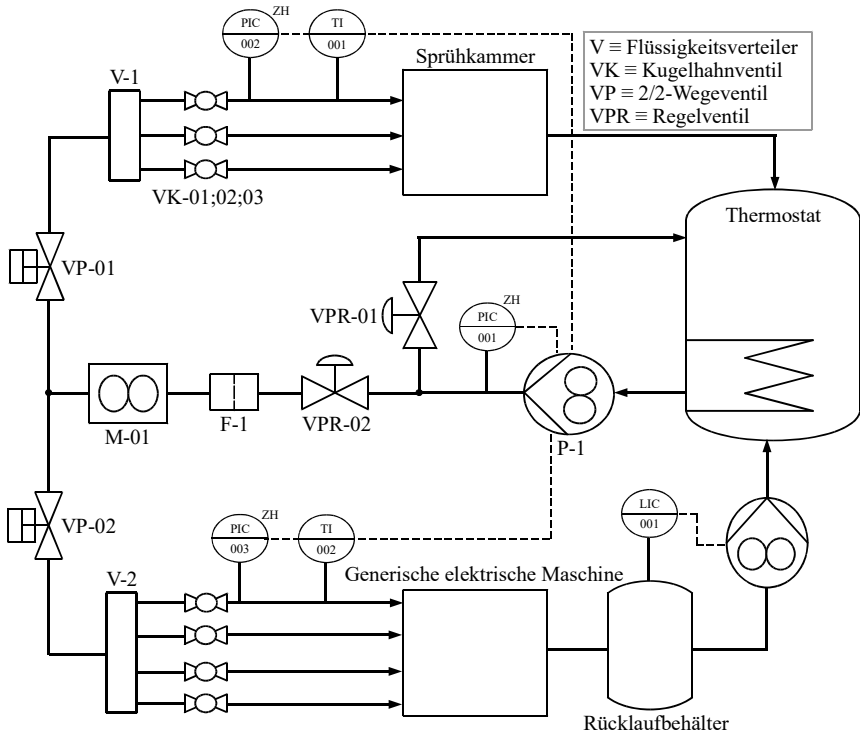 PIC
002
ZH
TI
001
Sprühkammer
V ≡ Flüssigkeitsverteiler
VK ≡ Kugelhahnventil
VP ≡ 2/2-Wegeventil
VPR ≡ Regelventil
V-1
VK-01;02;03
Thermostat
VP-01
VPR-01
PIC
001
ZH
M-01
F-1
VPR-02
P-1
VP-02
PIC
003
ZH
TI
002
LIC
001
V-2
Generische elektrische Maschine
Rücklaufbehälter